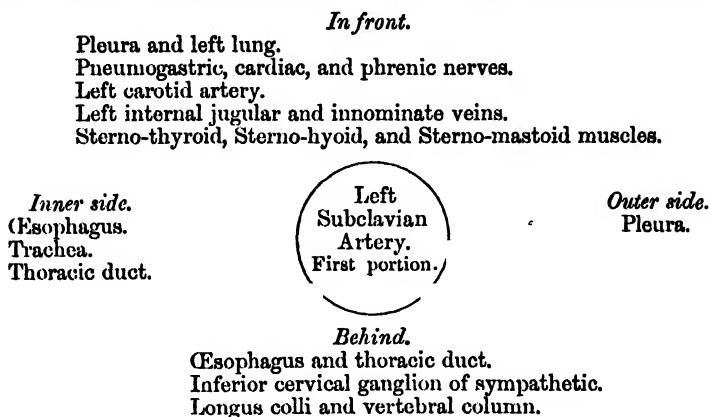 In front.
Pleura and left lung.
Pneumogastric, cardiac, and phrenic nerves.
Left carotid artery.
Left internal jugular and innominate veins.
Sterno-thyroid, Sterno-hyoid, and Sterno-mastoid muscles.
Inner side.
Œsophagus.
Trachea.
Thoracic duct.
Left
Subclavian
Artery.
First portion.
Outer side.
Pleura.
Behind.
Œsophagus and thoracic duct.
Inferior cervical ganglion of sympathetic.
Longus colli and vertebral column.